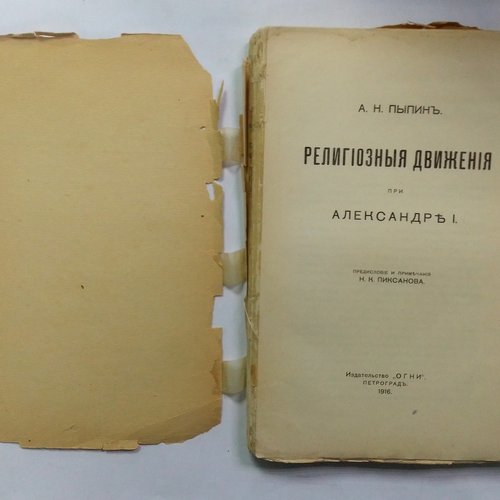 А. Н. ПЫПИНЪ.
РЕЛИГІОЗНЫЯ ДВИЖЕНІЯ
ПРИ
АЛЕКСАНДРѢ I.
ПРЕДИСЛОВІЕ И ПРИМѢЧАНІЯ
Н. К. ПИКСАНОВА.
Издательство „ОГНИ".
ПЕТРОГРАДЪ.
1916.